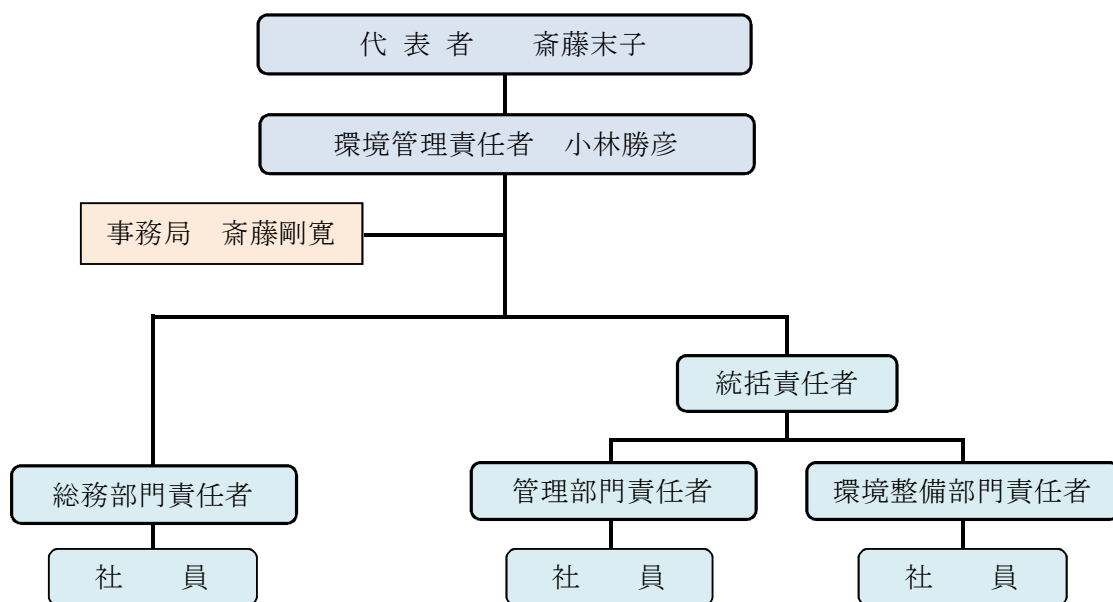 代 表 者　　斎藤末子
環境管理責任者　小林勝彦
事務局　斎藤剛寛
統括責任者
総務部門責任者
管理部門責任者
環境整備部門責任者
社　　員
社　　員
社　　員